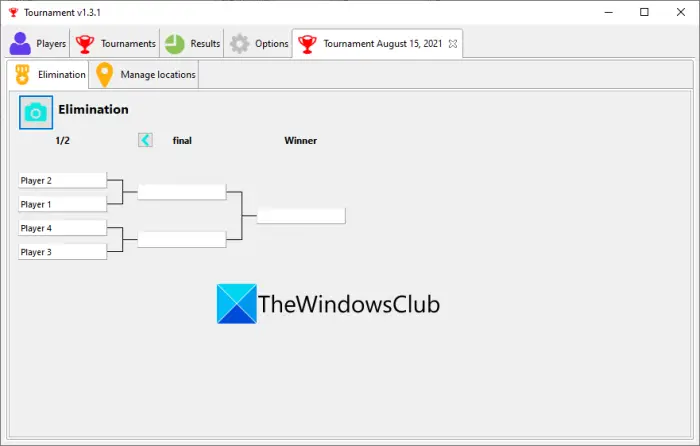 Tournament v1.3.1
Players Tournaments Results Options Tournament August 15, 2021
Elimination Manage locations
Elimination
1/2 final Winner
Player 2
Player 1
Player 4
Player 3
TheWindowsClub